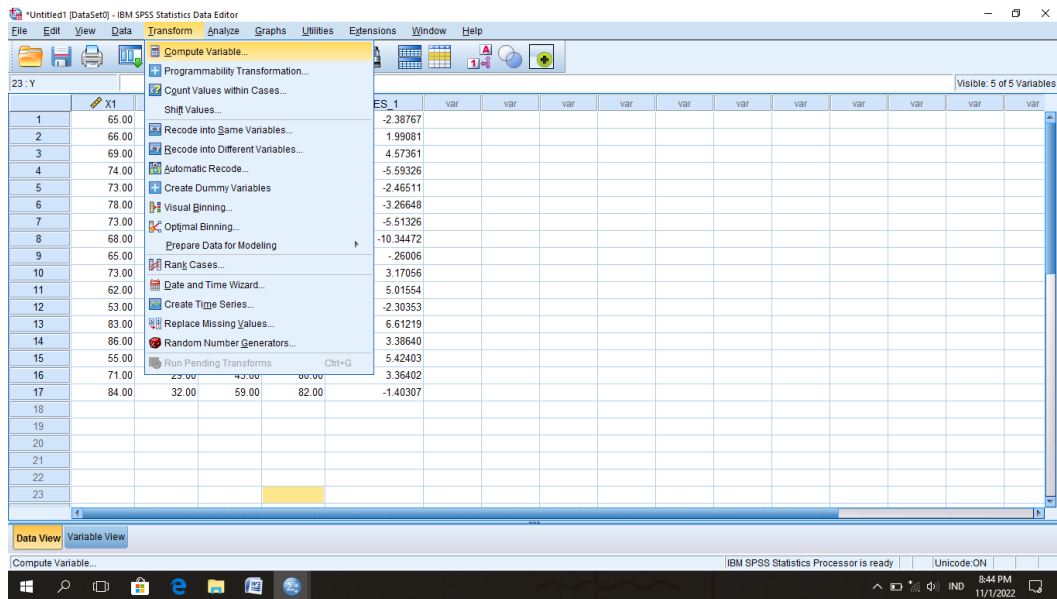 *Untitled1 [DataSet0] - IBM SPSS Statistics Data Editor
File Edit View Data Transform Analyze Graphs Utilities Extensions Window Help
23 : Y
Visible: 5 of 5 Variables
Compute Variable...
Programmability Transformation...
Count Values within Cases...
Shift Values...
Recode into Same Variables...
Recode into Different Variables...
Automatic Recode...
Create Dummy Variables
Visual Binning...
Optimal Binning...
Prepare Data for Modeling
Rank Cases...
Date and Time Wizard...
Create Time Series...
Replace Missing Values...
Random Number Generators...
Run Pending Transforms Ctrl+G
X1 ES_1 var var var var var var var var var var var
1 65.00 -2.38767
2 66.00 1.99081
3 69.00 4.57361
4 74.00 -5.59326
5 73.00 -2.46511
6 78.00 -3.26648
7 73.00 -5.51326
8 68.00 -10.34472
9 65.00 -.26006
10 73.00 3.17056
11 62.00 5.01554
12 53.00 -2.30353
13 83.00 6.61219
14 86.00 3.38640
15 55.00 5.42403
16 71.00 29.00 43.00 3.36402
17 84.00 32.00 59.00 82.00 -1.40307
18
19
20
21
22
23
Data View Variable View
Compute Variable...
IBM SPSS Statistics Processor is ready Unicode:ON
IND 8:44 PM
11/1/2022